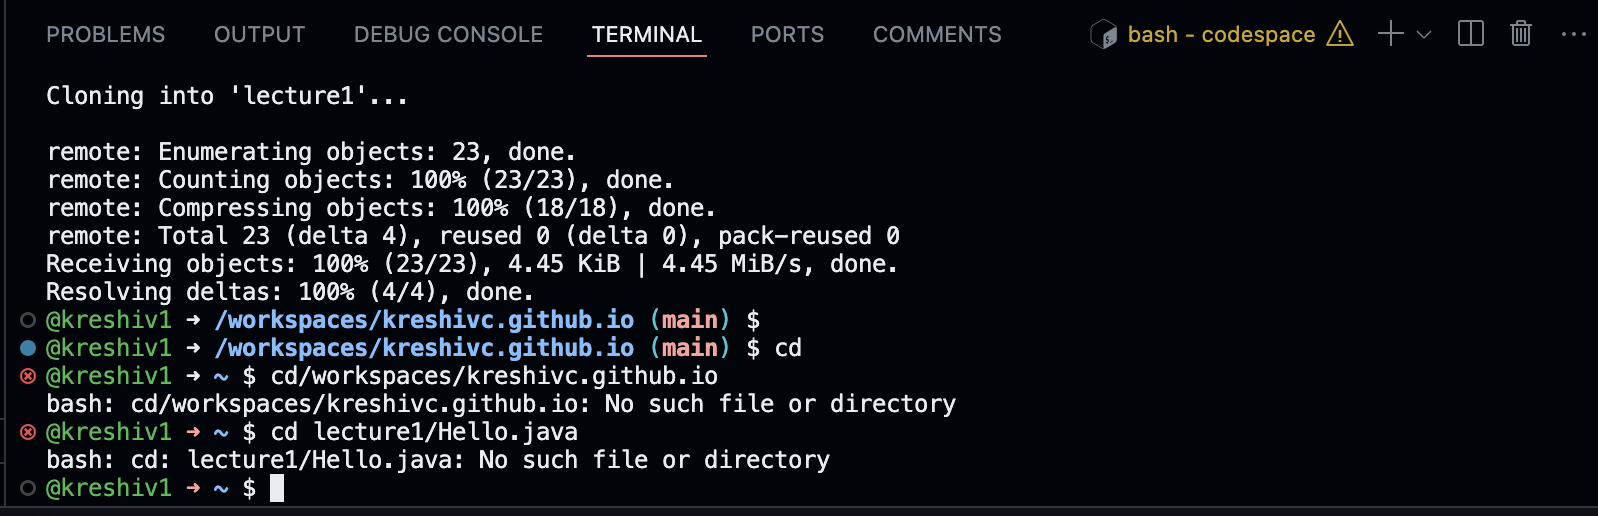 PROBLEMS OUTPUT DEBUG CONSOLE TERMINAL PORTS COMMENTS bash - codespace
Cloning into 'lecture1'...
remote: Enumerating objects: 23, done.
remote: Counting objects: 100% (23/23), done.
remote: Compressing objects: 100% (18/18), done.
remote: Total 23 (delta 4), reused 0 (delta 0), pack-reused 0
Receiving objects: 100% (23/23), 4.45 KiB | 4.45 MiB/s, done.
Resolving deltas: 100% (4/4), done.
@kreshiv1 → /workspaces/kreshivc.github.io (main) $
@kreshiv1 → /workspaces/kreshivc.github.io (main) $ cd
@kreshiv1 → ~ $ cd/workspaces/kreshivc.github.io
bash: cd/workspaces/kreshivc.github.io: No such file or directory
@kreshiv1 → ~ $ cd lecture1/Hello.java
bash: cd: lecture1/Hello.java: No such file or directory
@kreshiv1 → ~ $